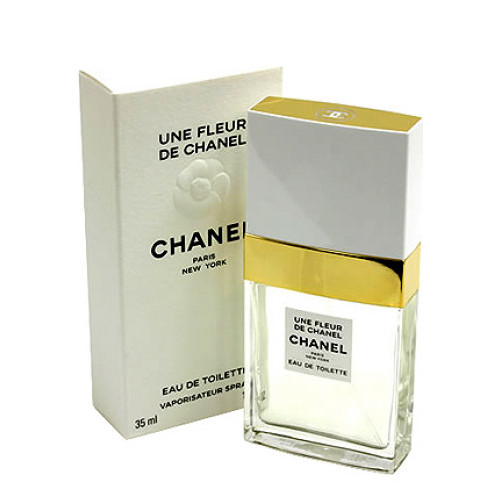 UNE FLEUR
DE CHANEL
CHANEL
PARIS
NEW YORK
EAU DE TOILETTE
VAPORISATEUR SPRAY
35 ml
UNE FLEUR
DE CHANEL
CHANEL
PARIS
NEW YORK
EAU DE TOILETTE